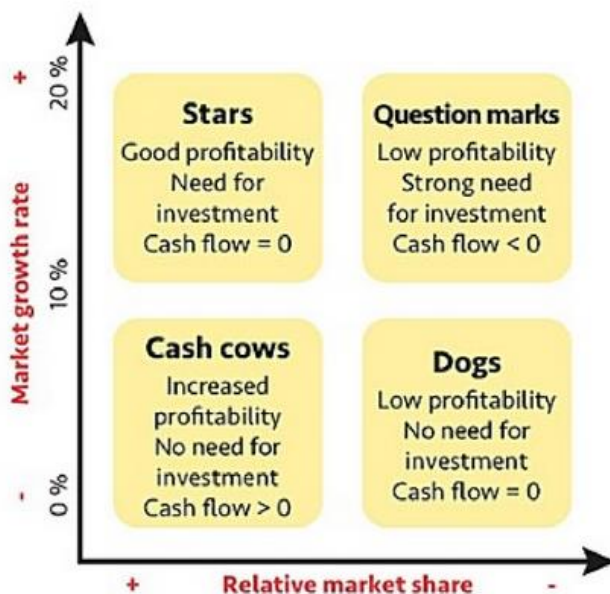 +
Market growth rate
-
20 %
10 %
0 %
Stars
Good profitability
Need for
investment
Cash flow = 0
Question marks
Low profitability
Strong need
for investment
Cash flow < 0
Cash cows
Increased
profitability
No need for
investment
Cash flow > 0
Dogs
Low profitability
No need for
investment
Cash flow = 0
+ Relative market share -